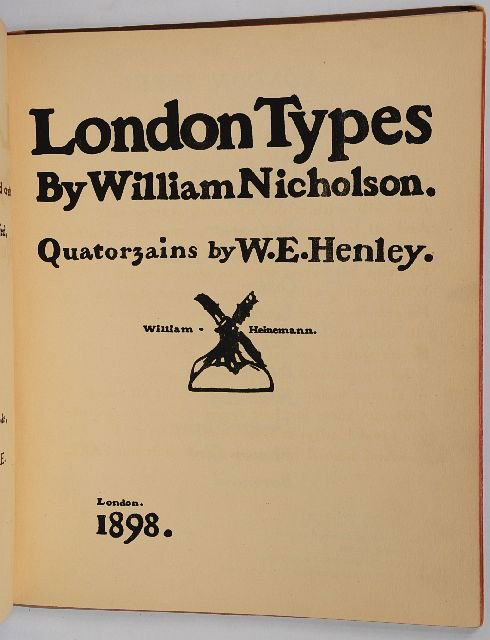 London Types
By William Nicholson.
Quatorzains by W.E.Henley.
William · Heinemann.
London.
1898.